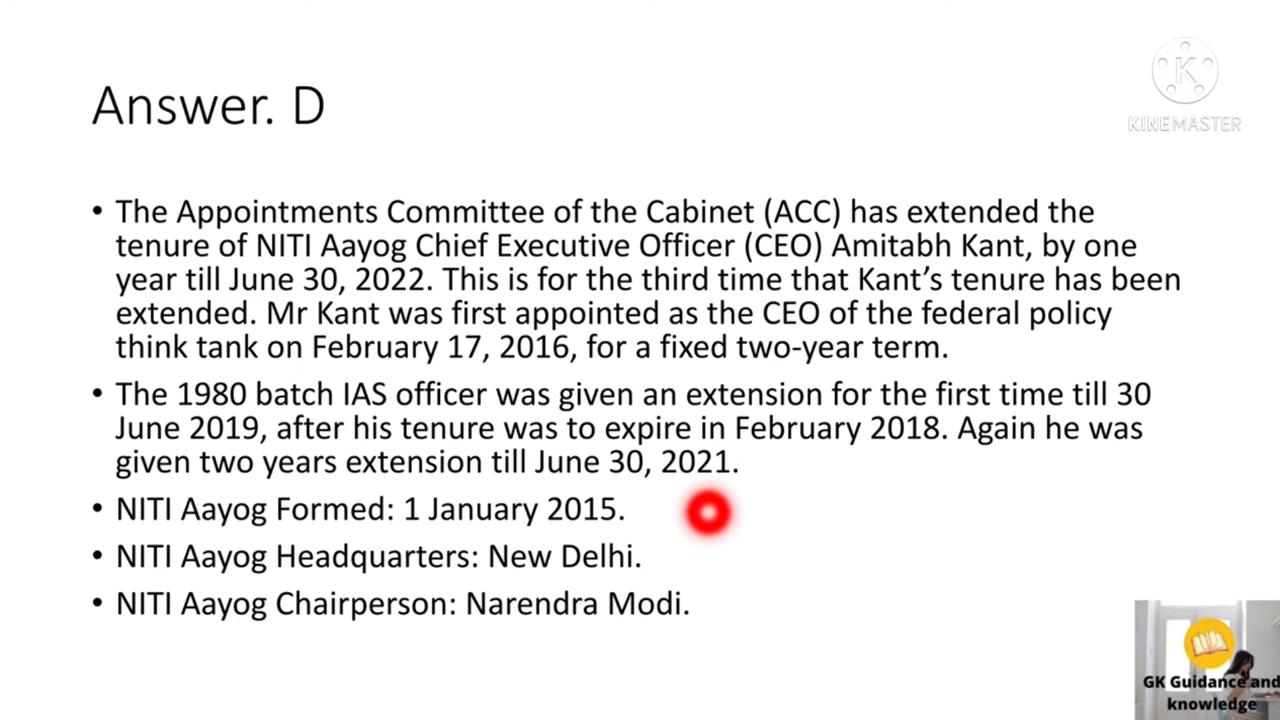 K
KINEMASTER
Answer. D
• The Appointments Committee of the Cabinet (ACC) has extended the
tenure of NITI Aayog Chief Executive Officer (CEO) Amitabh Kant, by one
year till June 30, 2022. This is for the third time that Kant’s tenure has been
extended. Mr Kant was first appointed as the CEO of the federal policy
think tank on February 17, 2016, for a fixed two-year term.
• The 1980 batch IAS officer was given an extension for the first time till 30
June 2019, after his tenure was to expire in February 2018. Again he was
given two years extension till June 30, 2021.
• NITI Aayog Formed: 1 January 2015.
• NITI Aayog Headquarters: New Delhi.
• NITI Aayog Chairperson: Narendra Modi.
GK Guidance and
knowledge